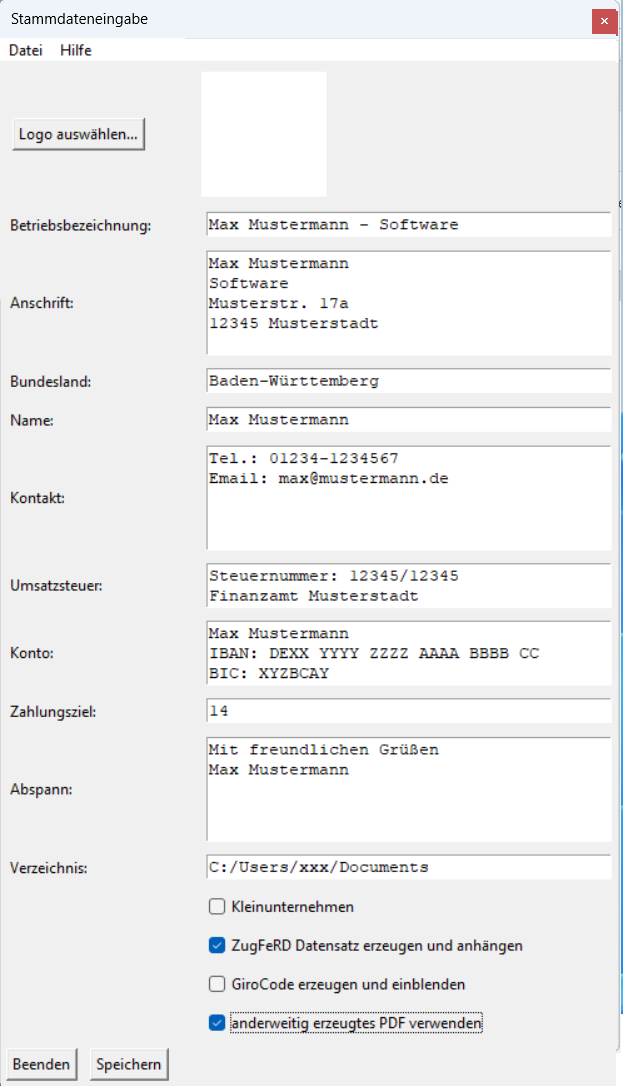 Stammdateneingabe
Datei Hilfe
Logo auswählen...
Betriebsbezeichnung: Max Mustermann - Software
Anschrift:
Max Mustermann
Software
Musterstr. 17a
12345 Musterstadt
Bundesland: Baden-Württemberg
Name: Max Mustermann
Kontakt:
Tel.: 01234-1234567
Email: max@mustermann.de
Umsatzsteuer:
Steuernummer: 12345/12345
Finanzamt Musterstadt
Konto:
Max Mustermann
IBAN: DEXX YYYY ZZZZ AAAA BBBB CC
BIC: XYZBCAY
Zahlungsziel: 14
Abspann:
Mit freundlichen Grüßen
Max Mustermann
Verzeichnis: C:/Users/xxx/Documents
Kleinunternehmen
ZugFeRD Datensatz erzeugen und anhängen
GiroCode erzeugen und einblenden
anderweitig erzeugtes PDF verwenden
Beenden Speichern